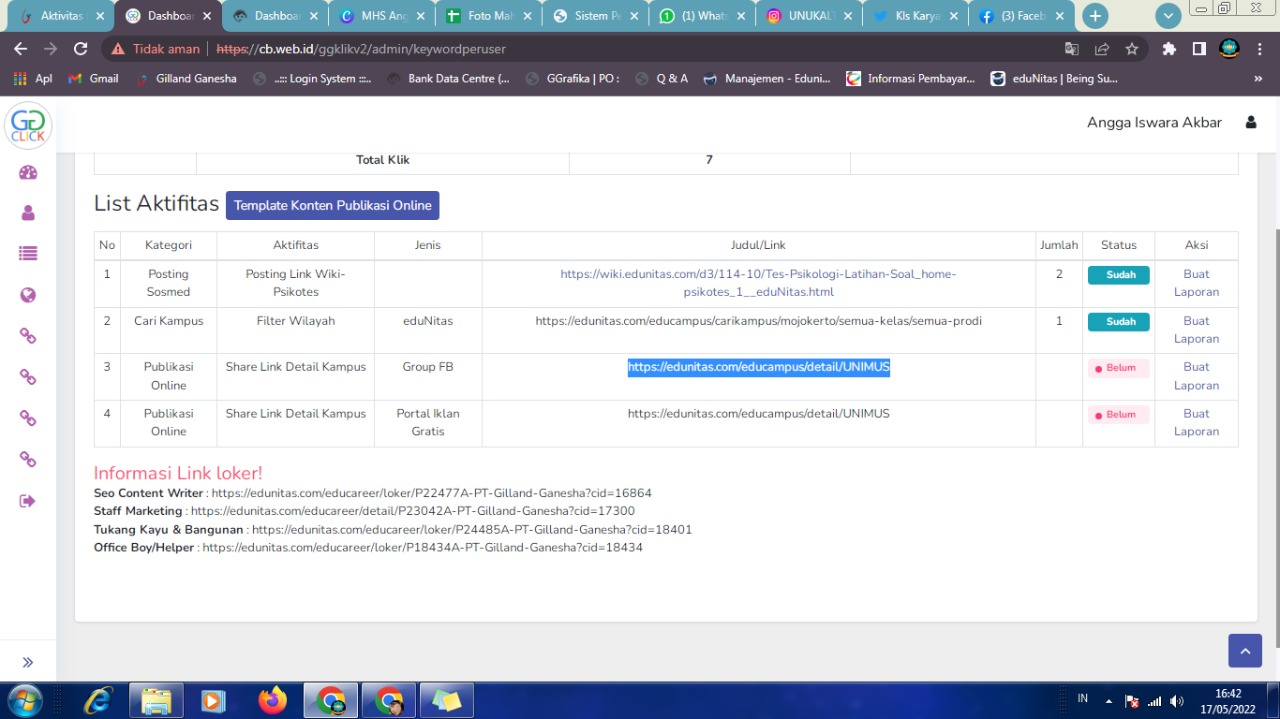 Aktivitas
Dashboar
Dashboar
MHS Ang
Foto Mah
Sistem Pe
(1) Whats
UNUKALT
Kls Karya
(3) Faceb
Tidak aman
https://cb.web.id/ggklikv2/admin/keywordperuser
Apl
Gmail
Gilland Ganesha
..:::: Login System ::::..
Bank Data Centre (...
GGrafika | PO :
Q & A
Manajemen - Eduni...
Informasi Pembayar...
eduNitas | Being Su...
GG CLICK
Angga Iswara Akbar
Total Klik 7
List Aktifitas Template Konten Publikasi Online
No Kategori Aktifitas Jenis Judul/Link Jumlah Status Aksi
1 Posting Sosmed Posting Link Wiki-Psikotes https://wiki.edunitas.com/d3/114-10/Tes-Psikologi-Latihan-Soal_home-psikotes_1__eduNitas.html 2 Sudah Buat Laporan
2 Cari Kampus Filter Wilayah eduNitas https://edunitas.com/educampus/carikampus/mojokerto/semua-kelas/semua-prodi 1 Sudah Buat Laporan
3 Publikasi Online Share Link Detail Kampus Group FB https://edunitas.com/educampus/detail/UNIMUS Belum Buat Laporan
4 Publikasi Online Share Link Detail Kampus Portal Iklan Gratis https://edunitas.com/educampus/detail/UNIMUS Belum Buat Laporan
Informasi Link loker!
Seo Content Writer : https://edunitas.com/educareer/loker/P22477A-PT-Gilland-Ganesha?cid=16864
Staff Marketing : https://edunitas.com/educareer/detail/P23042A-PT-Gilland-Ganesha?cid=17300
Tukang Kayu & Bangunan : https://edunitas.com/educareer/loker/P24485A-PT-Gilland-Ganesha?cid=18401
Office Boy/Helper : https://edunitas.com/educareer/loker/P18434A-PT-Gilland-Ganesha?cid=18434
IN
16:42
17/05/2022